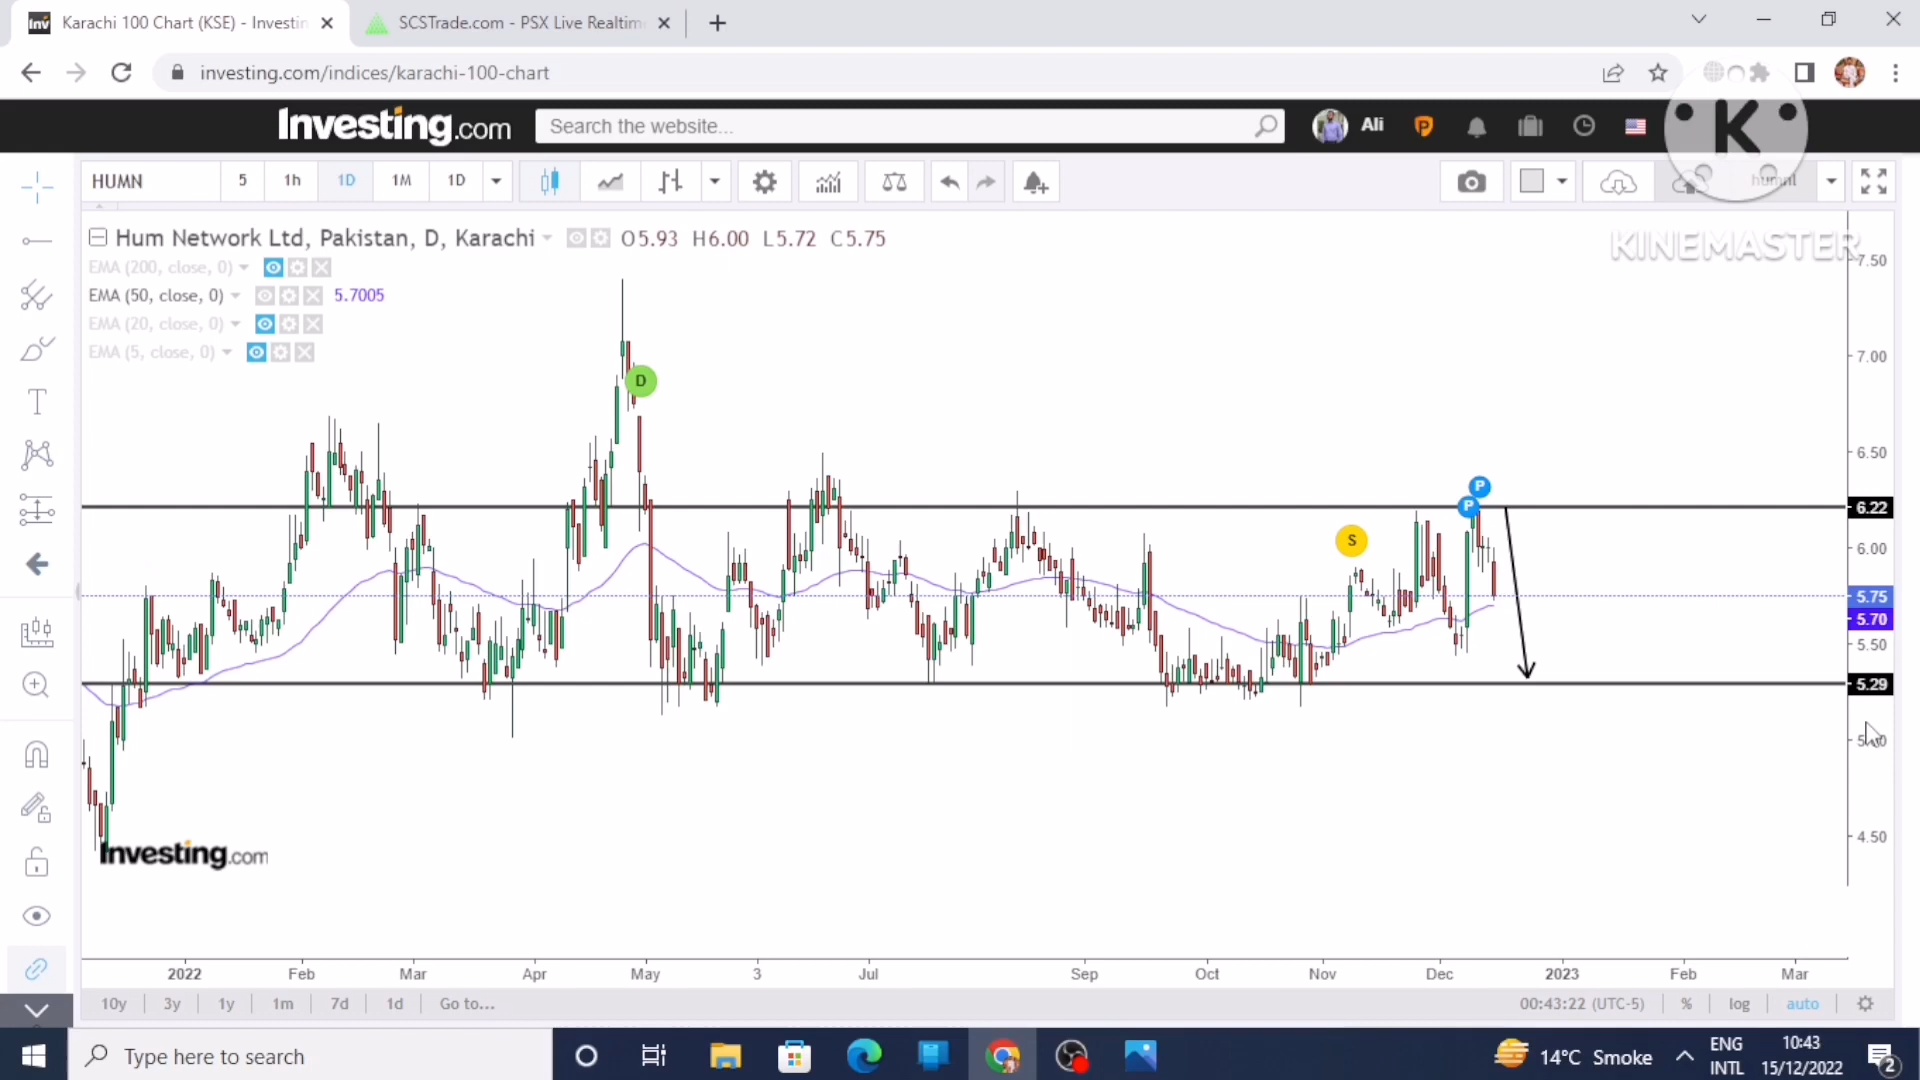 Karachi 100 Chart (KSE) - Investin
SCSTrade.com - PSX Live Realtim
investing.com/indices/karachi-100-chart
Investing.com
Search the website...
Ali
P
K
HUMN
5
1h
1D
1M
1D
humnl
Hum Network Ltd, Pakistan, D, Karachi
O5.93 H6.00 L5.72 C5.75
KINEMASTER
EMA (200, close, 0)
EMA (50, close, 0)
5.7005
EMA (20, close, 0)
EMA (5, close, 0)
7.50
7.00
6.50
6.22
6.00
5.75
5.70
5.50
5.29
4.50
D
S
P
P
Investing.com
2022
Feb
Mar
Apr
May
3
Jul
Sep
Oct
Nov
Dec
2023
Feb
Mar
10y
3y
1y
1m
7d
1d
Go to...
00:43:22 (UTC-5)
%
log
auto
Type here to search
14°C Smoke
ENG
INTL
10:43
15/12/2022
2